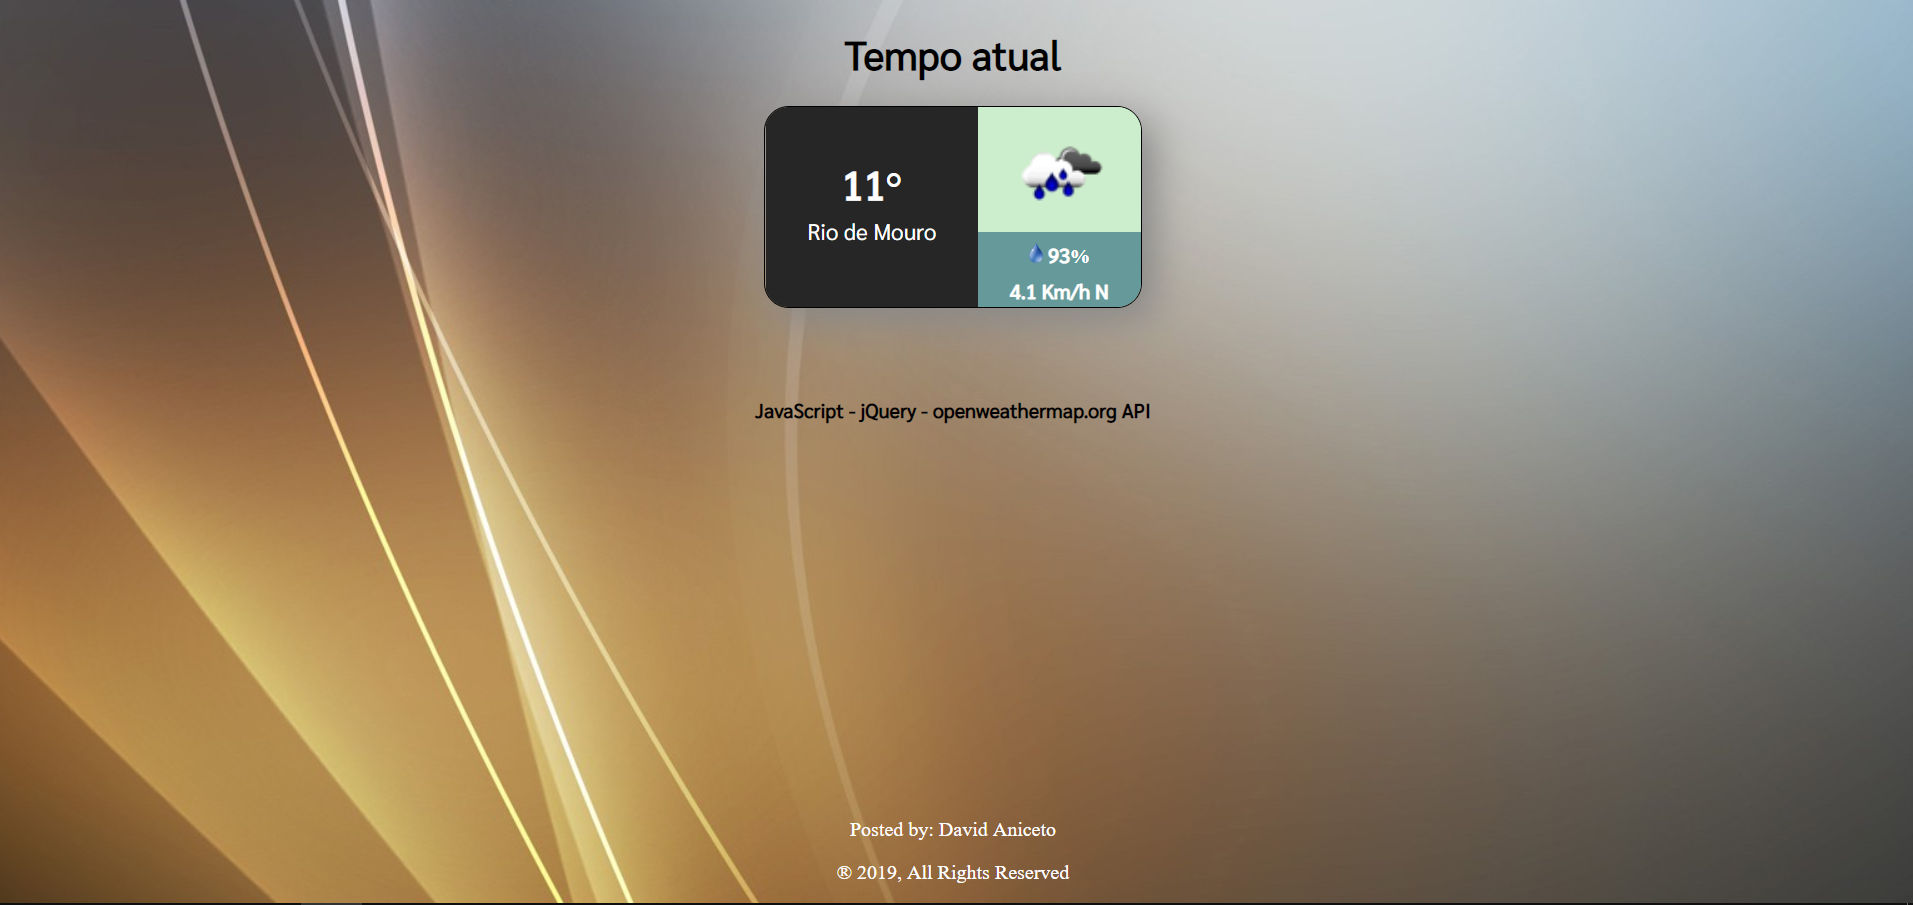 Tempo atual
11°
Rio de Mouro
93%
4.1 Km/h N
JavaScript - jQuery - openweathermap.org API
Posted by: David Aniceto
® 2019, All Rights Reserved